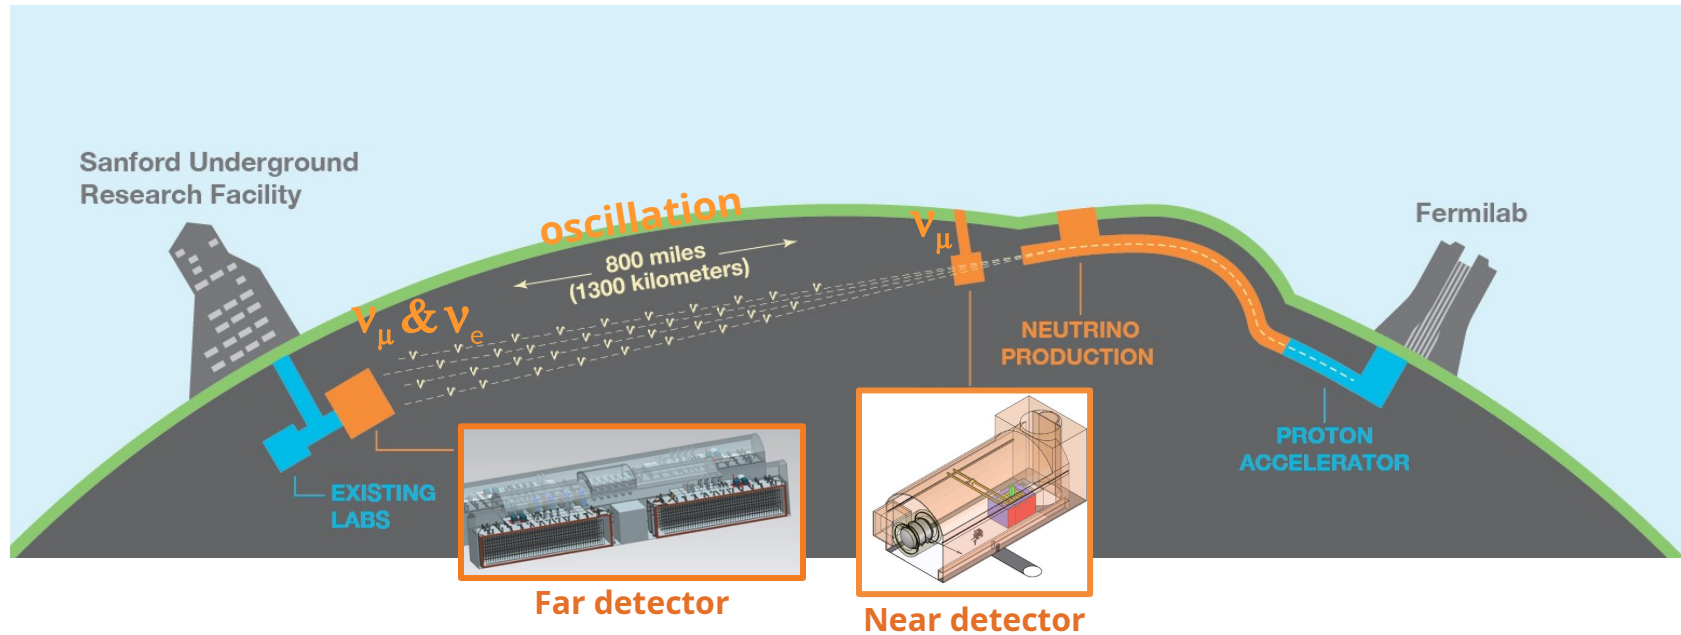 Sanford Underground
Research Facility
oscillation
νμ
Fermilab
800 miles
(1300 kilometers)
νμ & νe
NEUTRINO
PRODUCTION
PROTON
ACCELERATOR
EXISTING
LABS
Far detector
Near detector